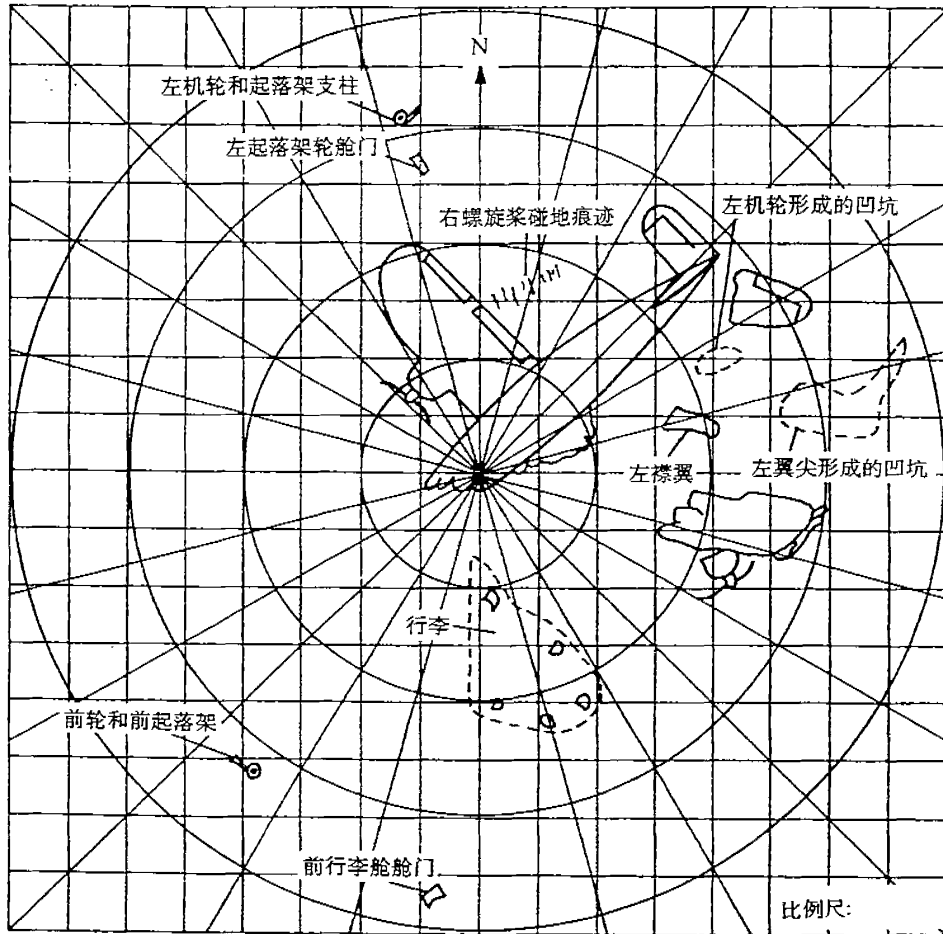 N
左机轮和起落架支柱
左起落架轮舱门
右螺旋桨碰地痕迹
左机轮形成的凹坑
左襟翼
左翼尖形成的凹坑
行李
前轮和前起落架
前行李舱舱门
比例尺: